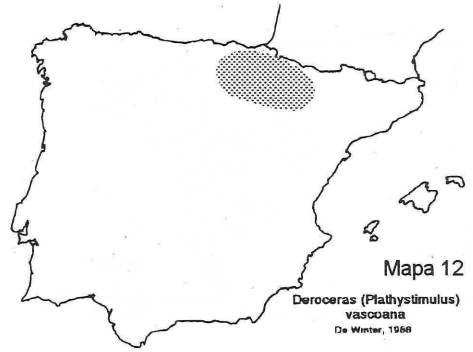 Mapa 12
Deroceras (Plathystimulus)
vascoana
De Winter, 1986